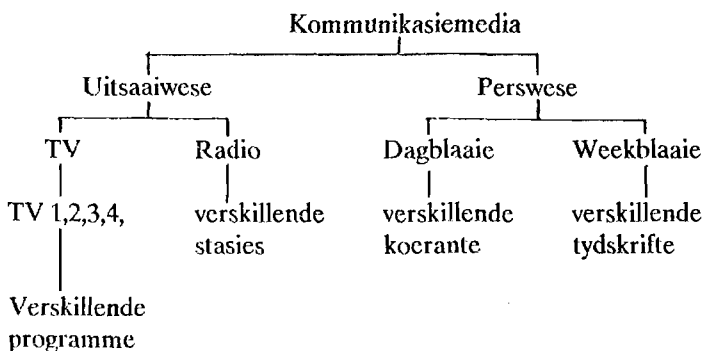 Kommunikasiemedia
Uitsaaiwese Perswese
TV Radio Dagblaaie Weekblaaie
TV 1,2,3,4, verskillende verskillende verskillende
stasies koerante tydskrifte
Verskillende
programme